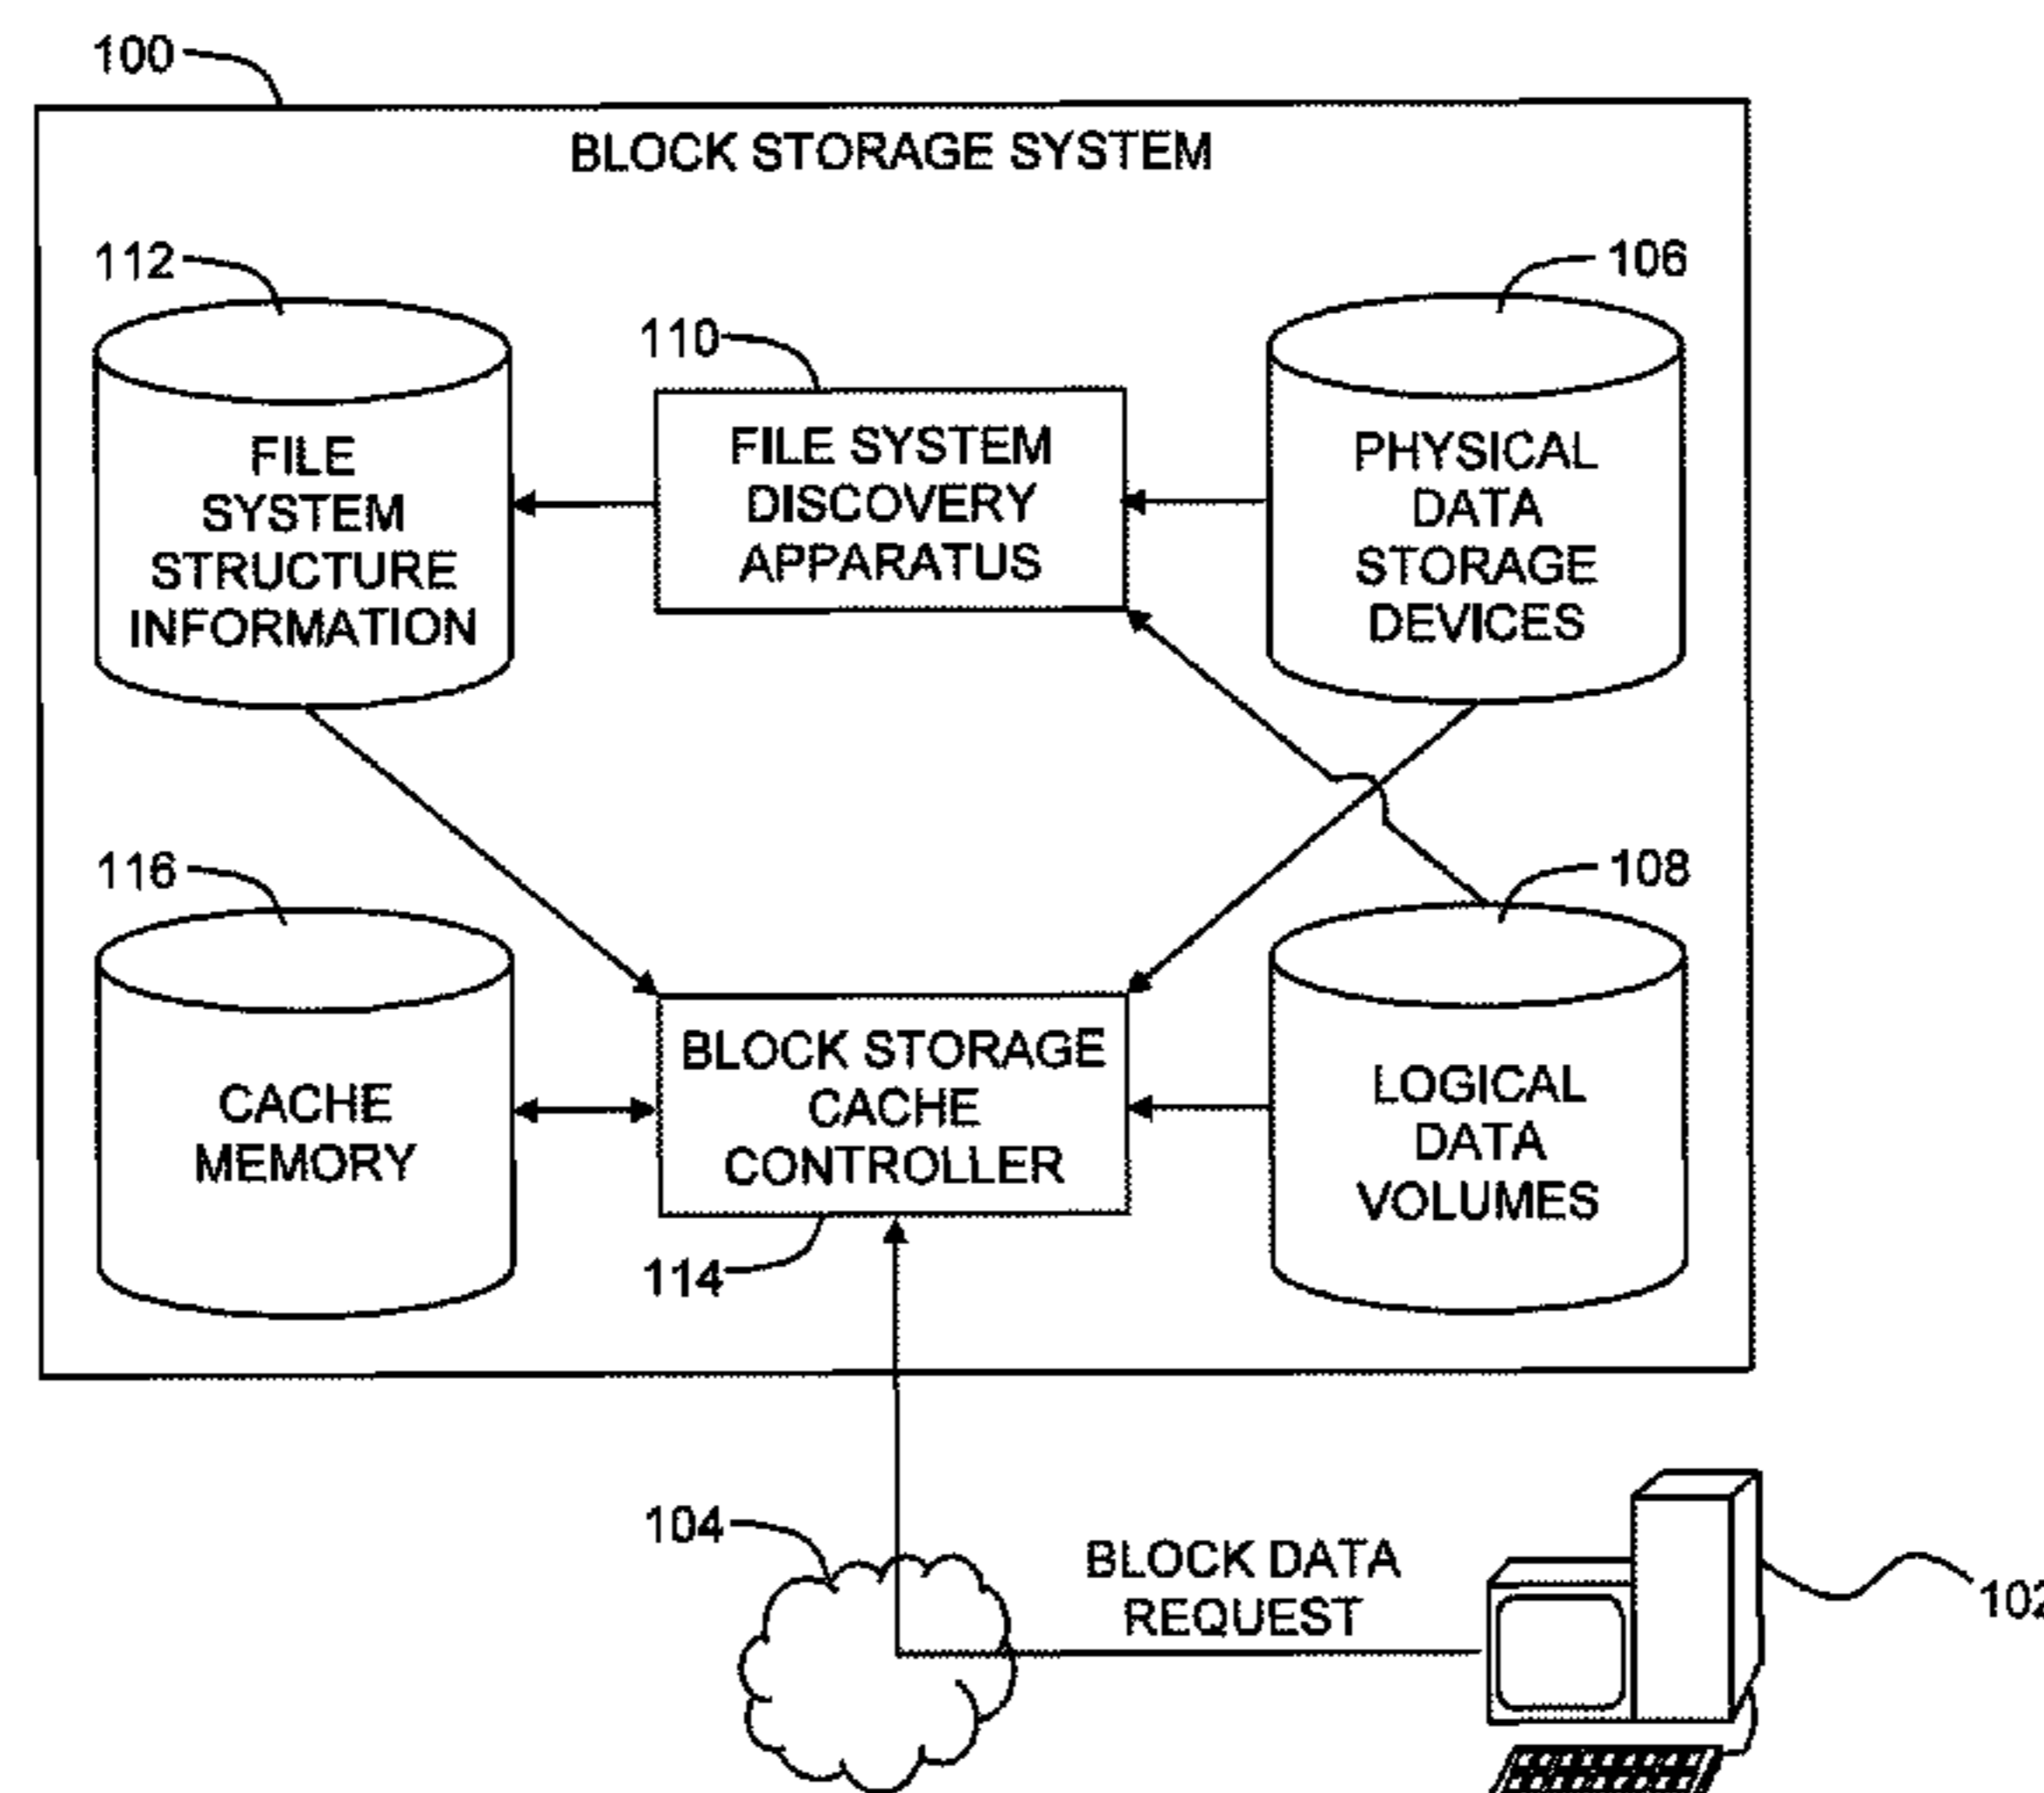 100
BLOCK STORAGE SYSTEM
112
106
110
FILE
SYSTEM
STRUCTURE
INFORMATION
FILE SYSTEM
DISCOVERY
APPARATUS
PHYSICAL
DATA
STORAGE
DEVICES
116
108
CACHE
MEMORY
BLOCK STORAGE
CACHE
CONTROLLER
LOGICAL
DATA
VOLUMES
114
104
BLOCK DATA
REQUEST
102